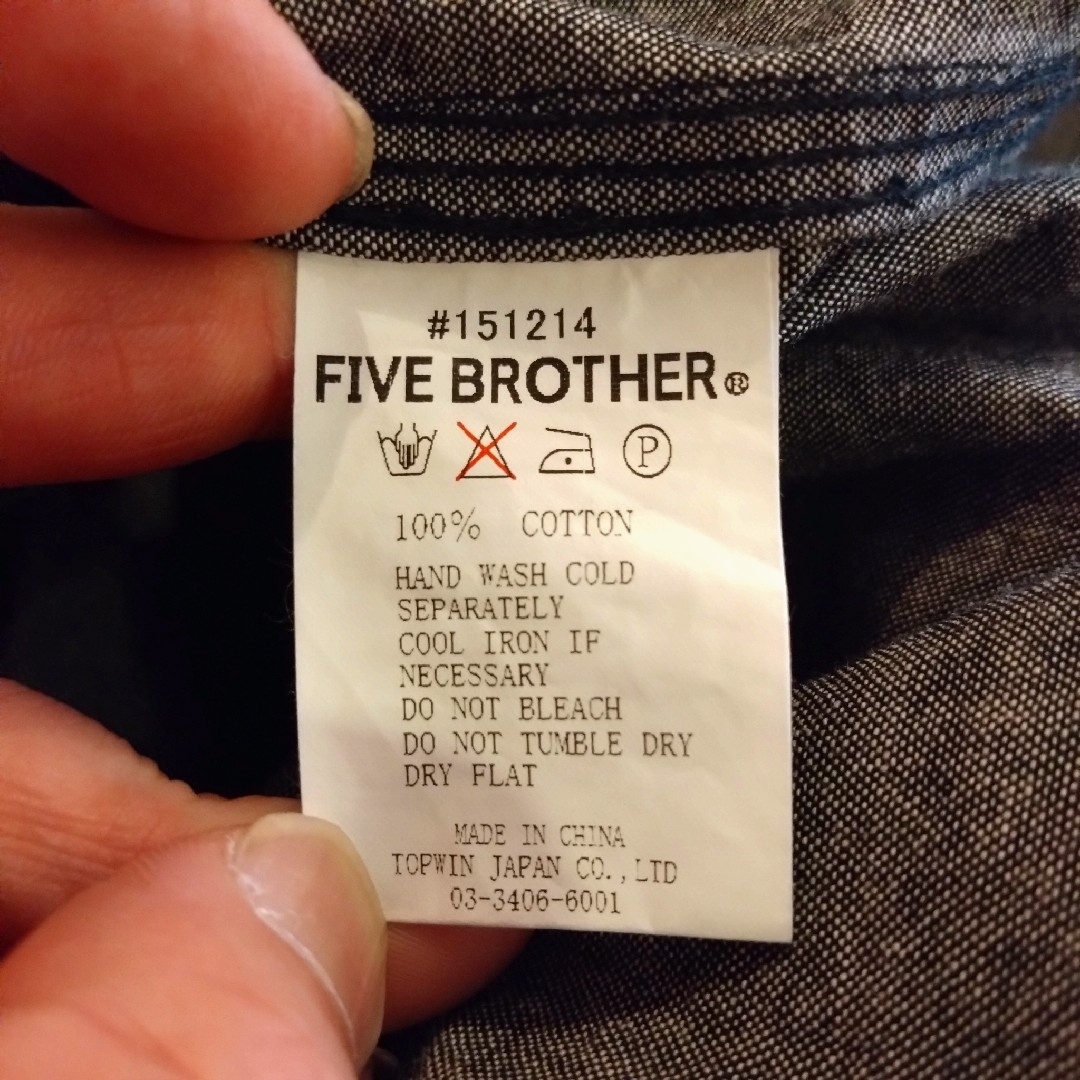 #151214
FIVE BROTHER®
P
100% COTTON
HAND WASH COLD
SEPARATELY
COOL IRON IF
NECESSARY
DO NOT BLEACH
DO NOT TUMBLE DRY
DRY FLAT
MADE IN CHINA
TOPWIN JAPAN CO.,LTD
03-3406-6001